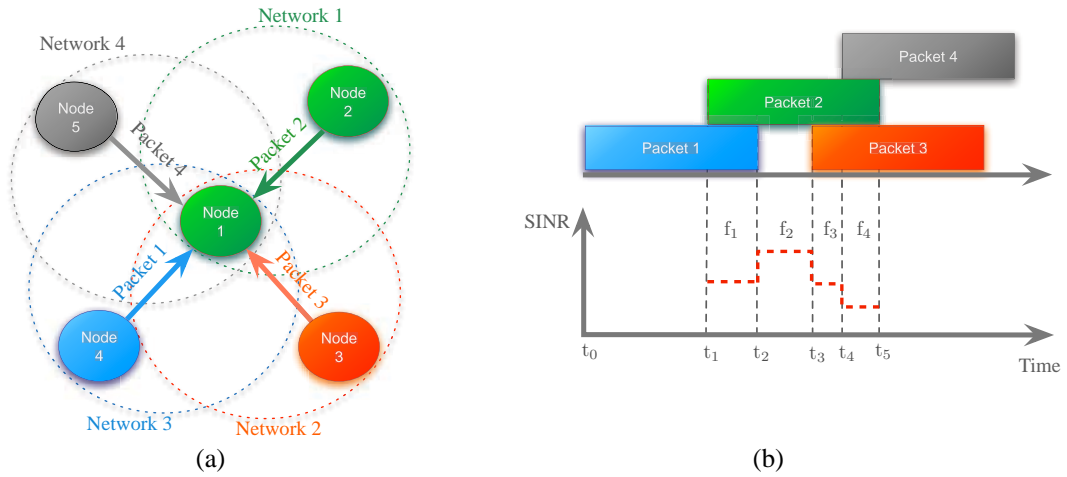 Network 1
Network 4
Node
5
Node
2
Packet 4
Packet 2
Node
1
Packet 1
Packet 3
Node
4
Node
3
Network 3
Network 2
(a)
Packet 4
Packet 2
Packet 1
Packet 3
SINR
f1 f2 f3 f4
t0 t1 t2 t3 t4 t5
Time
(b)